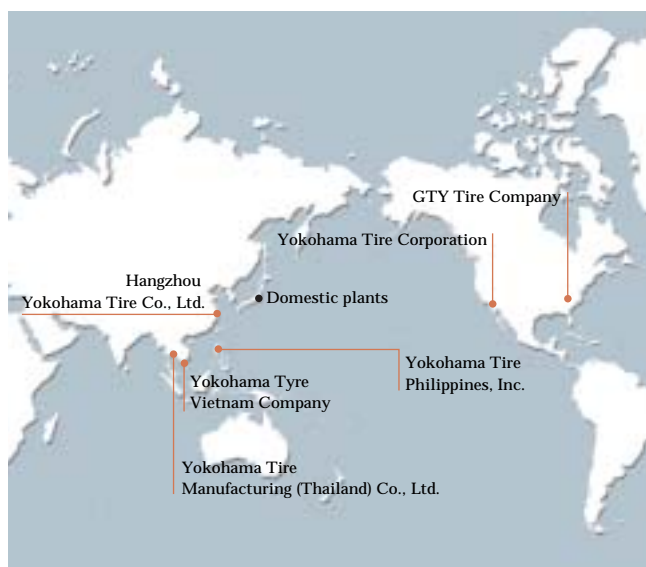 GTY Tire Company
Yokohama Tire Corporation
Hangzhou
Yokohama Tire Co., Ltd.
Domestic plants
Yokohama Tire
Philippines, Inc.
Yokohama Tyre
Vietnam Company
Yokohama Tire
Manufacturing (Thailand) Co., Ltd.